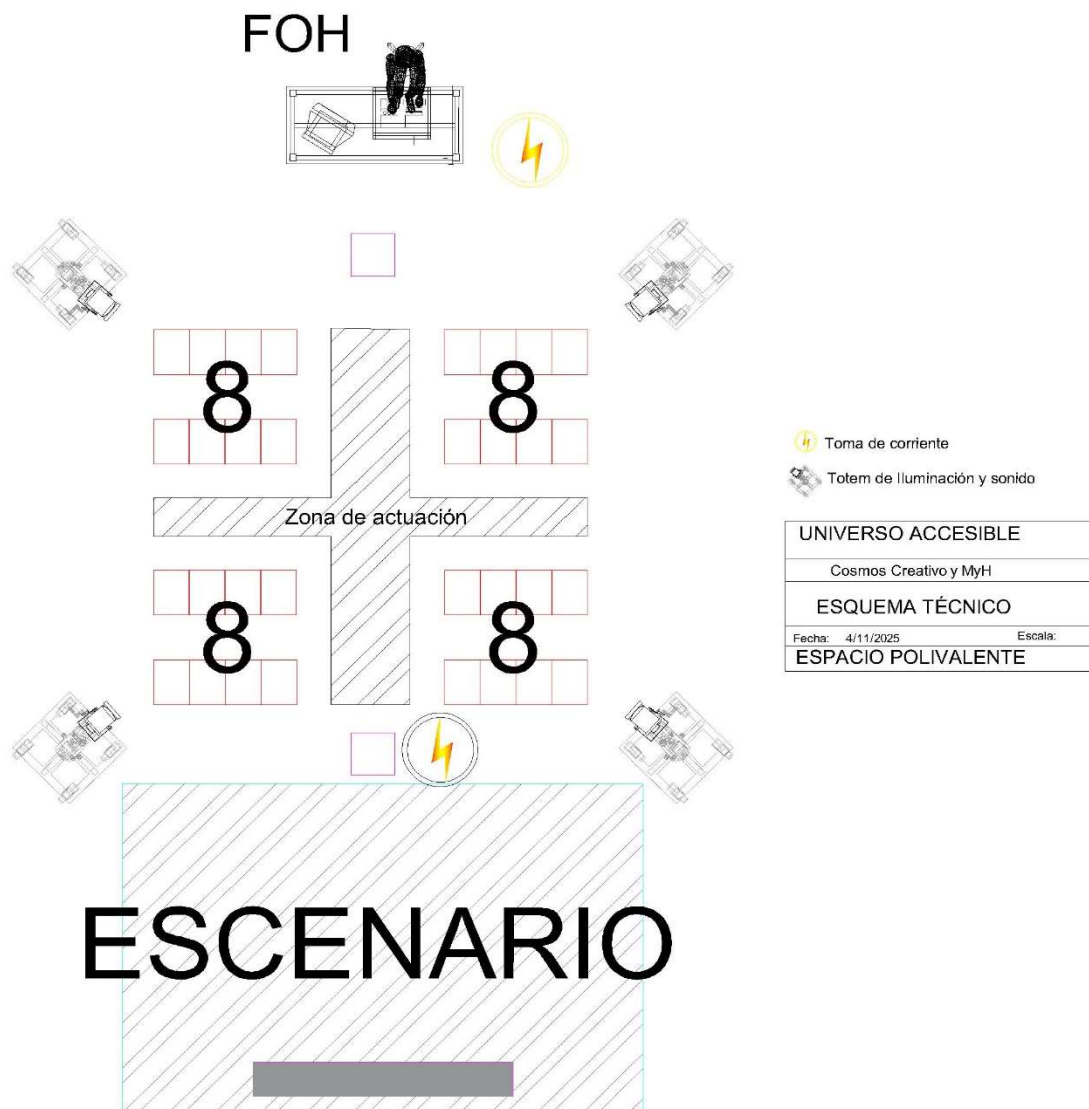 FOH
8
8
Zona de actuación
8
8
ESCENARIO
Toma de corriente
Totem de Iluminación y sonido
UNIVERSO ACCESIBLE
Cosmos Creativo y MyH
ESQUEMA TÉCNICO
Fecha: 4/11/2025 Escala:
ESPACIO POLIVALENTE